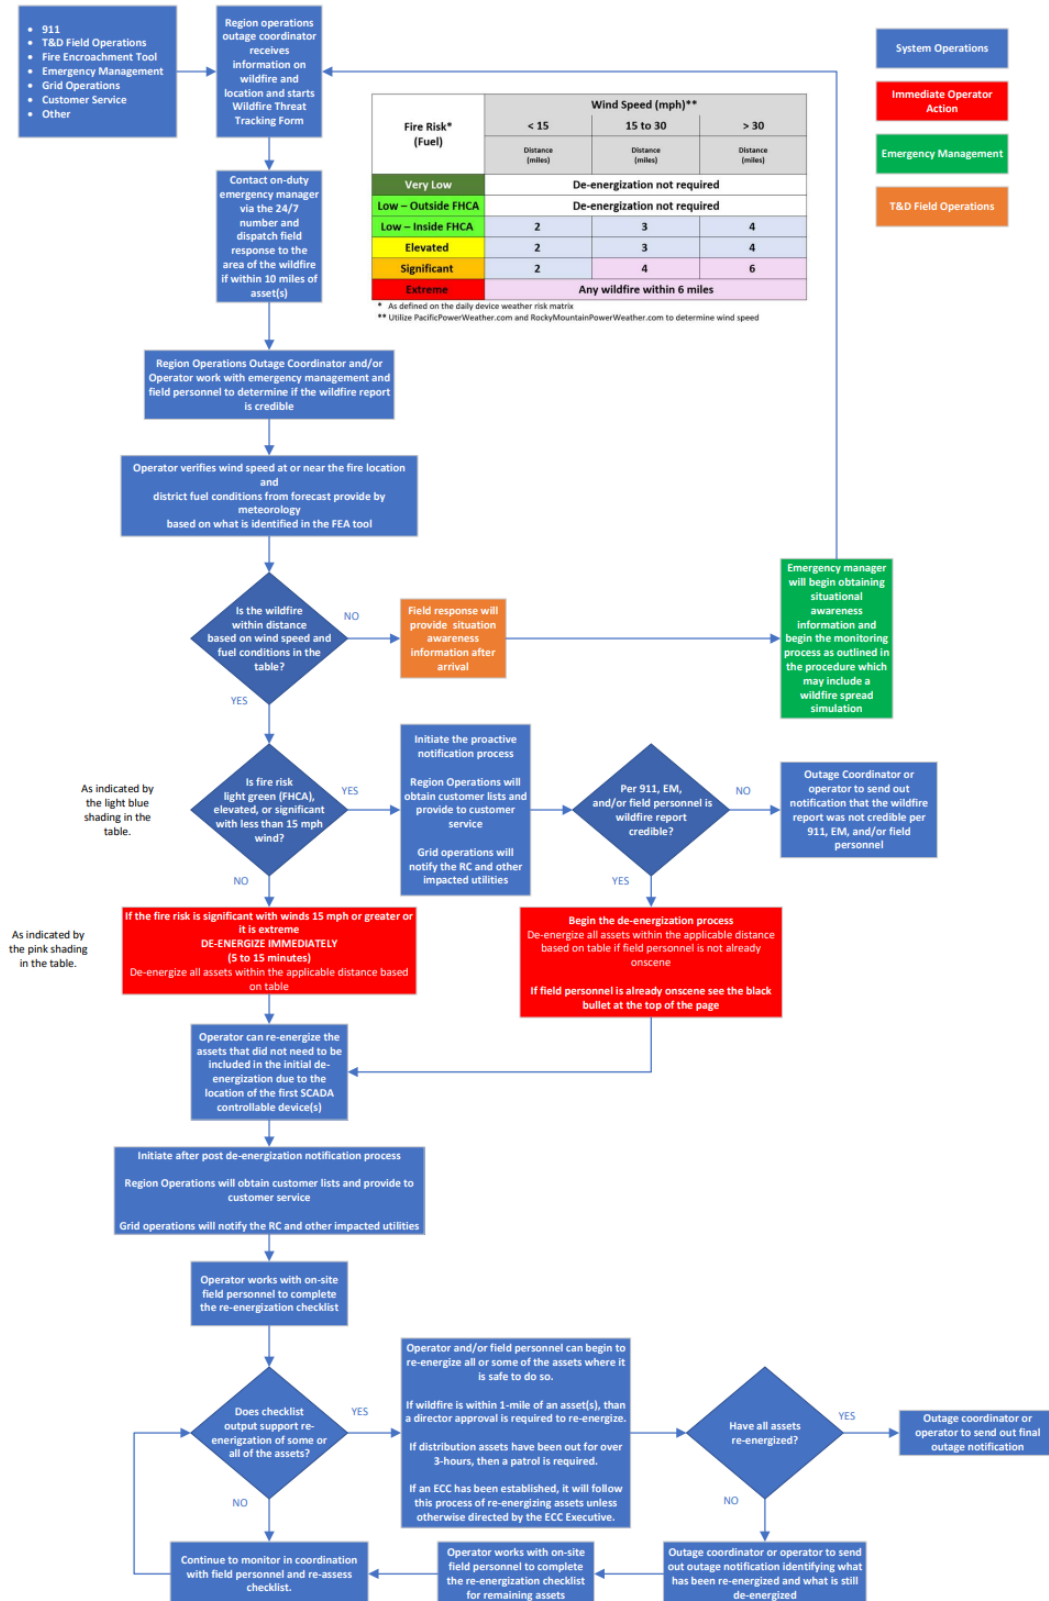 • 911
• T&D Field Operations
• Fire Encroachment Tool
• Emergency Management
• Grid Operations
• Customer Service
• Other
Region operations
outage coordinator
receives
information on
wildfire and
location and starts
Wildfire Threat
Tracking Form
System Operations
Immediate Operator
Action
Emergency Management
T&D Field Operations
Fire Risk*
(Fuel)
Wind Speed (mph)**
< 15
15 to 30
> 30
Distance
(miles)
Distance
(miles)
Distance
(miles)
Very Low
De-energization not required
Low – Outside FHCA
De-energization not required
Low – Inside FHCA
2
3
4
Elevated
2
3
4
Significant
2
4
6
Extreme
Any wildfire within 6 miles
* As defined on the daily device weather risk matrix
** Utilize PacificPowerWeather.com and RockyMountainPowerWeather.com to determine wind speed
Contact on-duty
emergency manager
via the 24/7
number and
dispatch field
response to the
area of the wildfire
if within 10 miles of
asset(s)
Region Operations Outage Coordinator and/or
Operator work with emergency management and
field personnel to determine if the wildfire report
is credible
Operator verifies wind speed at or near the fire location
and
district fuel conditions from forecast provide by
meteorology
based on what is identified in the FEA tool
Is the wildfire
within distance
based on wind speed and
fuel conditions in the
table?
NO
Field response will
provide situation
awareness
information after
arrival
Emergency manager
will begin obtaining
situational
awareness
information and
begin the monitoring
process as outlined in
the procedure which
may include a
wildfire spread
simulation
YES
As indicated by
the light blue
shading in the
table.
Is fire risk
light green (FHCA),
elevated, or significant
with less than 15 mph
wind?
YES
Initiate the proactive
notification process
Region Operations will
obtain customer lists and
provide to customer
service
Grid operations will
notify the RC and other
impacted utilities
Per 911, EM,
and/or field personnel is
wildfire report
credible?
NO
Outage Coordinator or
operator to send out
notification that the wildfire
report was not credible per
911, EM, and/or field
personnel
NO
YES
As indicated by
the pink shading
in the table.
If the fire risk is significant with winds 15 mph or greater or
it is extreme
DE-ENERGIZE IMMEDIATELY
(5 to 15 minutes)
De-energize all assets within the applicable distance based
on table
Begin the de-energization process
De-energize all assets within the applicable distance
based on table if field personnel is not already
onscene
If field personnel is already onscene see the black
bullet at the top of the page
Operator can re-energize the
assets that did not need to be
included in the initial de-
energization due to the
location of the first SCADA
controllable device(s)
Initiate after post de-energization notification process
Region Operations will obtain customer lists and provide to
customer service
Grid operations will notify the RC and other impacted utilities
Operator works with on-site
field personnel to complete
the re-energization checklist
Does checklist
output support re-
enerigzation of some or
all of the assets?
YES
Operator and/or field personnel can begin to
re-energize all or some of the assets where it
is safe to do so.
If wildfire is within 1-mile of an asset(s), than
a director approval is required to re-energize.
If distribution assets have been out for over
3-hours, then a patrol is required.
If an ECC has been established, it will follow
this process of re-energizing assets unless
otherwise directed by the ECC Executive.
Have all assets
re-energized?
YES
Outage coordinator or
operator to send out final
outage notification
NO
NO
Continue to monitor in coordination
with field personnel and re-assess
checklist.
Operator works with on-site
field personnel to complete
the re-energization checklist
for remaining assets
Outage coordinator or operator to send
out outage notification identifying what
has been re-energized and what is still
de-energized